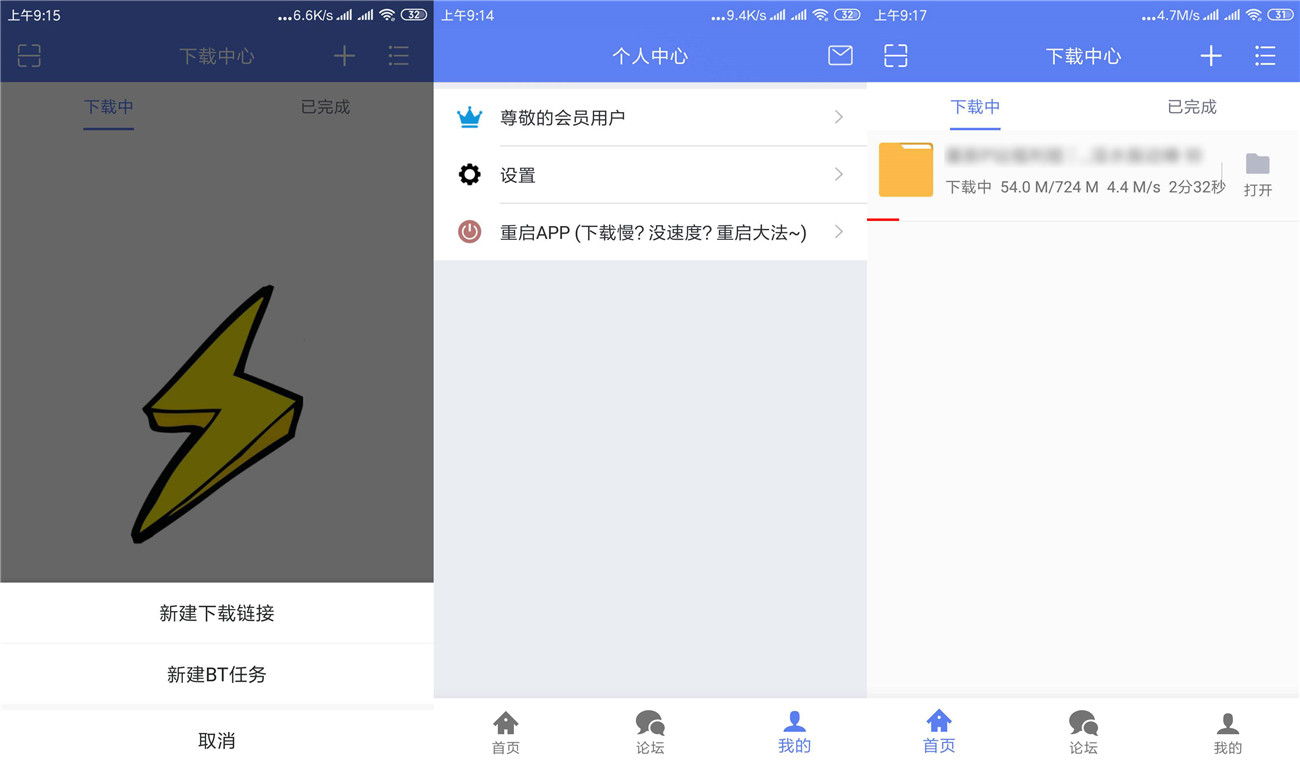 上午9:15
...6.6K/s
32
下载中心
下载中
已完成
新建下载链接
新建BT任务
取消
上午9:14
...9.4K/s
32
个人中心
尊敬的会员用户
设置
重启APP (下载慢? 没速度? 重启大法~)
首页
论坛
我的
上午9:17
...4.7M/s
31
下载中心
下载中
已完成
下载中 54.0 M/724 M 4.4 M/s 2分32秒
打开
首页
论坛
我的